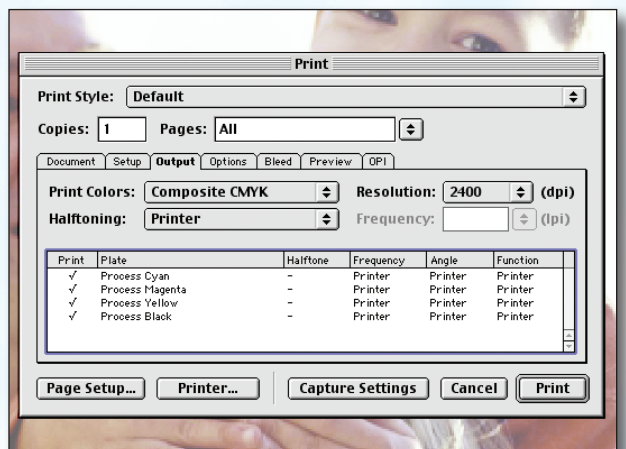 Print
Print Style: Default
Copies: 1 Pages: All
Document Setup Output Options Bleed Preview OPI
Print Colors: Composite CMYK Resolution: 2400 (dpi)
Halftoning: Printer Frequency: (lpi)
Print Plate Halftone Frequency Angle Function
√ Process Cyan - Printer Printer Printer
√ Process Magenta - Printer Printer Printer
√ Process Yellow - Printer Printer Printer
√ Process Black - Printer Printer Printer
Page Setup... Printer... Capture Settings Cancel Print